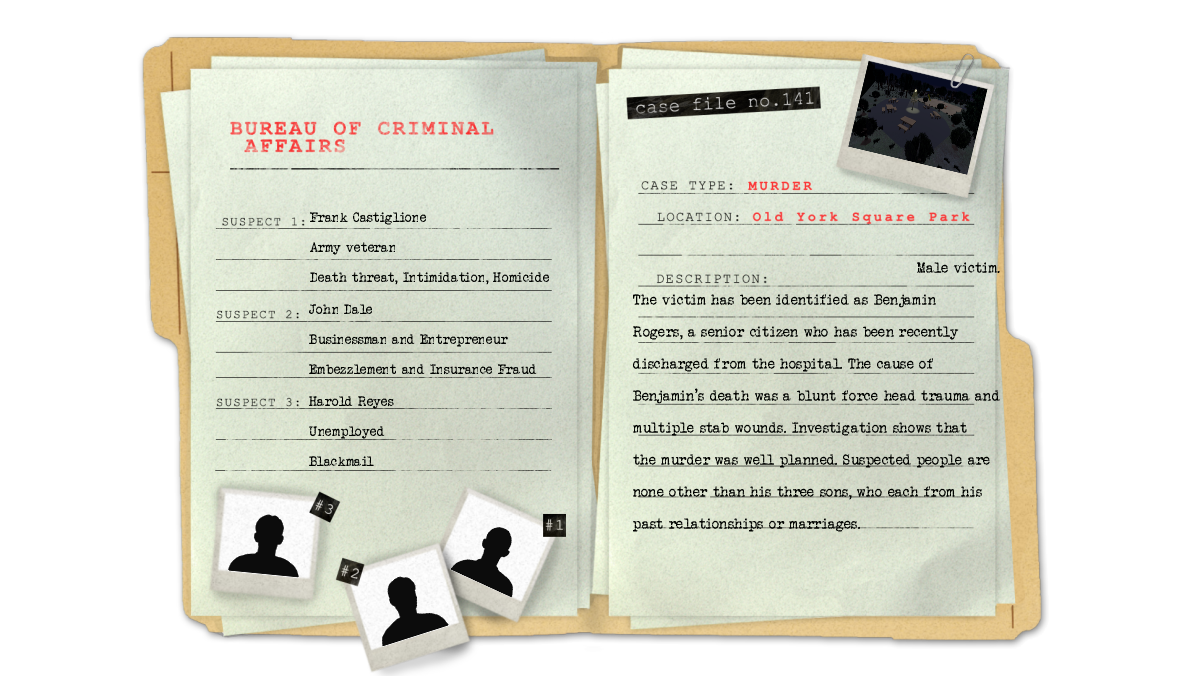 BUREAU OF CRIMINAL
AFFAIRS
SUSPECT 1: Frank Castiglione
Army veteran
Death threat, Intimidation, Homicide
SUSPECT 2: John Dale
Businessman and Entrepreneur
Embezzlement and Insurance Fraud
SUSPECT 3: Harold Reyes
Unemployed
Blackmail
#3
#2
#1
case file no.141
CASE TYPE: MURDER
LOCATION: Old York Square Park
DESCRIPTION: Male victim.
The victim has been identified as Benjamin
Rogers, a senior citizen who has been recently
discharged from the hospital. The cause of
Benjamin's death was a blunt force head trauma and
multiple stab wounds. Investigation shows that
the murder was well planned. Suspected people are
none other than his three sons, who each from his
past relationships or marriages.